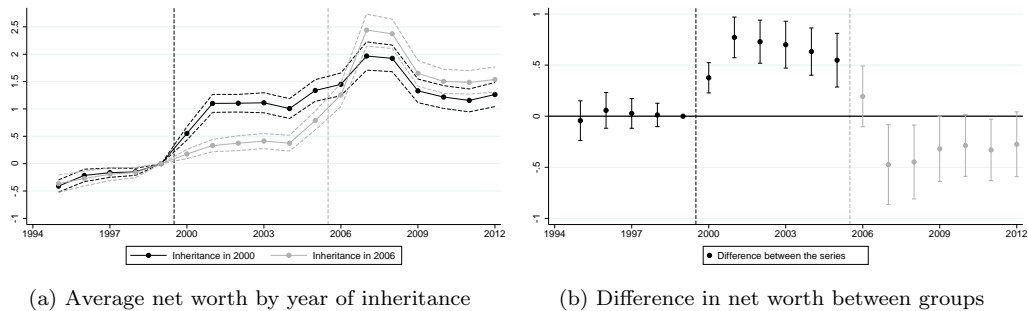 2.5
2
1.5
1
.5
0
-.5
-1
1994 1997 2000 2003 2006 2009 2012
Inheritance in 2000 Inheritance in 2006
(a) Average net worth by year of inheritance
1
.5
0
-.5
-1
1994 1997 2000 2003 2006 2009 2012
Difference between the series
(b) Difference in net worth between groups